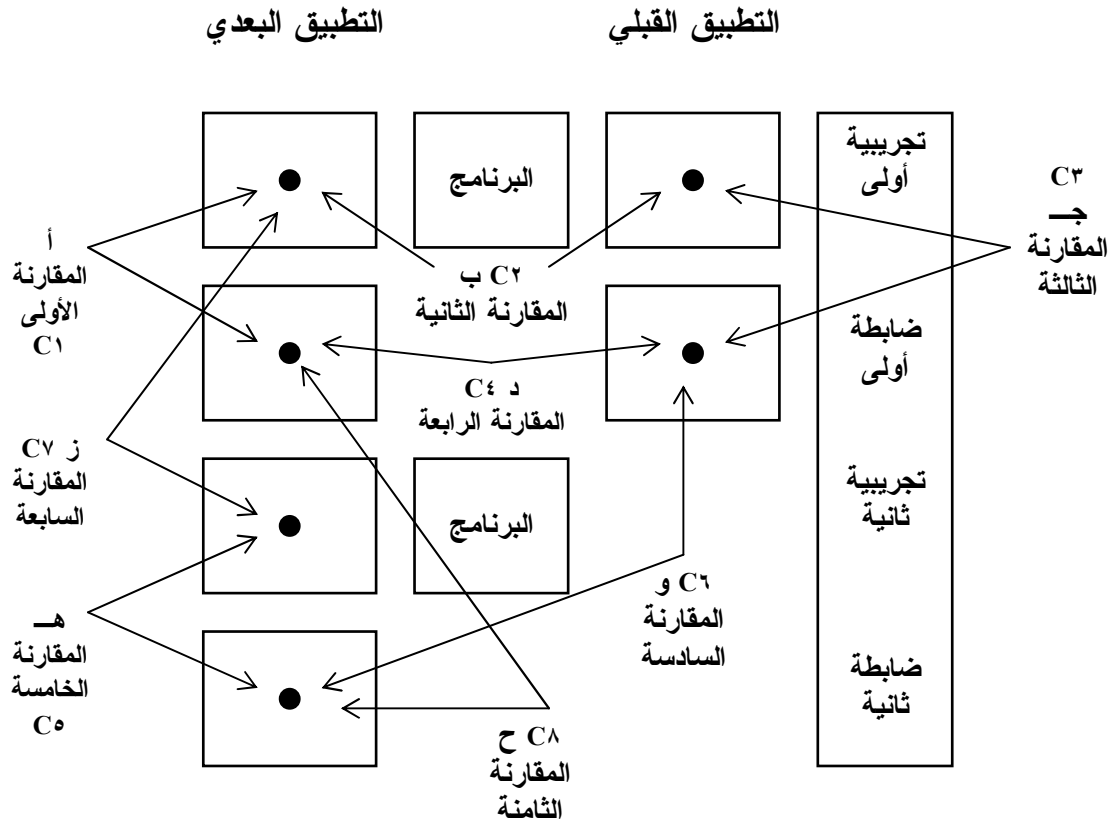 التطبيق القبلي
التطبيق البعدي
تجريبية
أولى
البرنامج
C٣
جـــ
المقارنة
الثالثة
أ
المقارنة
الأولى
C١
C٢ ب
المقارنة الثانية
ضابطة
أولى
د C٤
المقارنة الرابعة
ز C٧
المقارنة
السابعة
تجريبية
ثانية
البرنامج
C٦ و
المقارنة
السادسة
هـــ
المقارنة
الخامسة
C٥
ضابطة
ثانية
C٨ ح
المقارنة
الثامنة